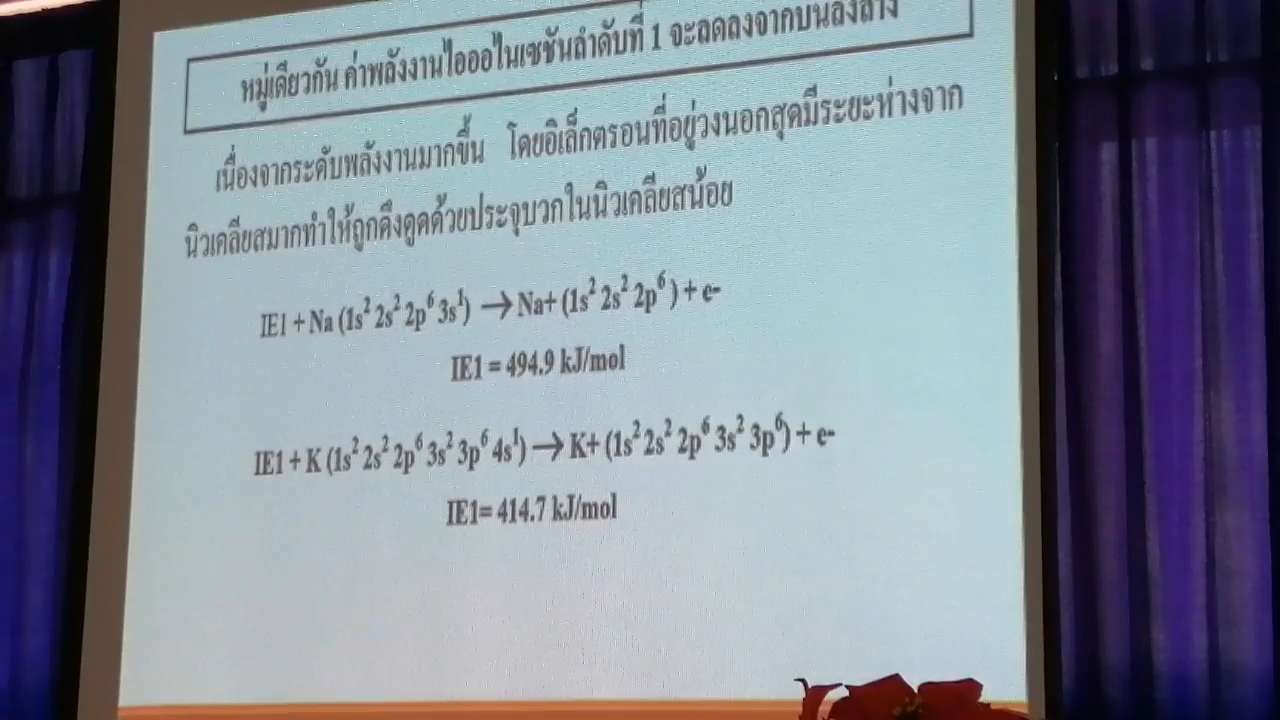 หมู่เดียวกัน ค่าพลังงานไอออไนเซชันลำดับที่ 1 จะลดลงจากบนลงล่าง
เนื่องจากระดับพลังงานมากขึ้น โดยอิเล็กตรอนที่อยู่วงนอกสุดมีระยะห่างจาก
นิวเคลียสมากทำให้ถูกดึงดูดด้วยประจุบวกในนิวเคลียสน้อย
IE1 + Na (1s² 2s² 2p⁶ 3s¹) → Na+ (1s² 2s² 2p⁶ ) + e-
IE1 = 494.9 kJ/mol
IE1 + K (1s² 2s² 2p⁶ 3s² 3p⁶ 4s¹) → K+ (1s² 2s² 2p⁶ 3s² 3p⁶) + e-
IE1= 414.7 kJ/mol